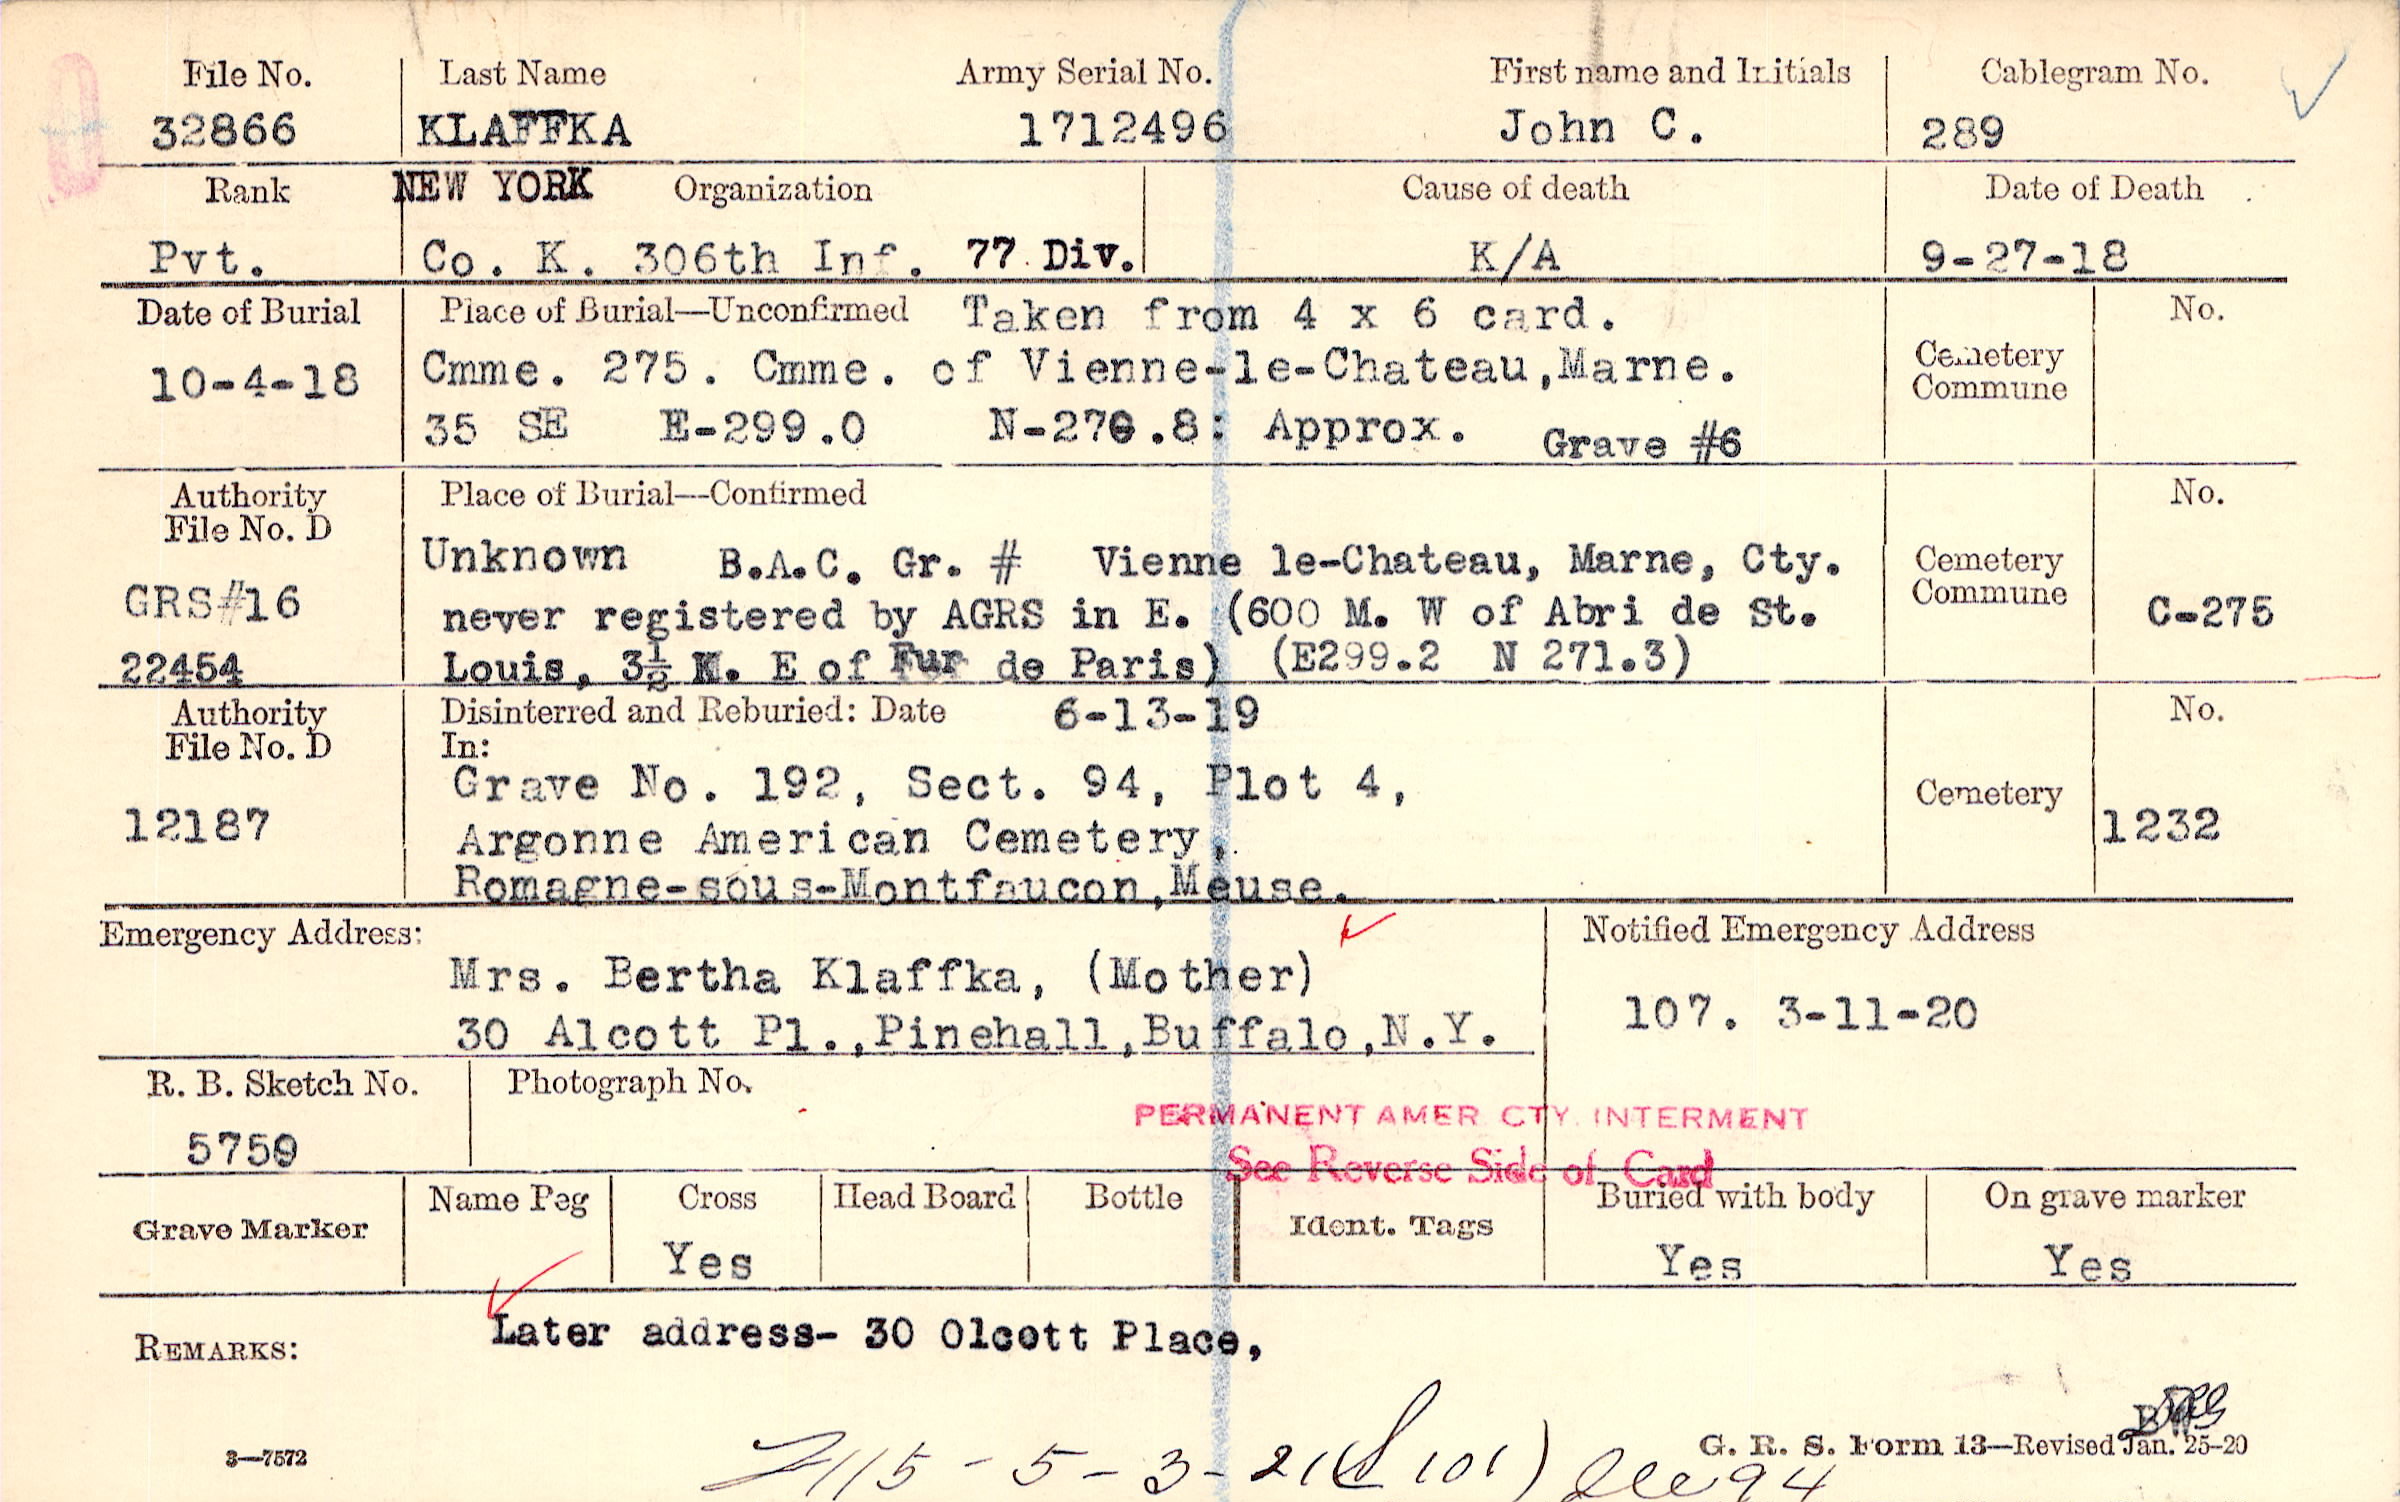 File No. Last Name Army Serial No. First name and Initials Cablegram No.
32866 KLAFFKA 1712496 John C. 289
Rank NEW YORK Organization Cause of death Date of Death
Pvt. Co. K. 306th Inf. 77 Div. K/A 9-27-18
Date of Burial Place of Burial—Unconfirmed Taken from 4 x 6 card. No.
10-4-18 Cmme. 275. Cmme. of Vienne-le-Chateau,Marne. Cemetery Commune
35 SE E-299.0 N-270.8: Approx. Grave #6
Authority File No. D Place of Burial—Confirmed No.
GRS#16 Unknown B.A.C. Gr. # Vienne le-Chateau, Marne, Cty. Cemetery Commune
never registered by AGRS in E. (600 M. W of Abri de St. C-275
22454 Louis, 3½ K. E of Fur de Paris) (E299.2 N 271.3)
Authority File No. D Disinterred and Reburied: Date 6-13-19 No.
In:
12187 Grave No. 192, Sect. 94, Plot 4, Cemetery 1232
Argonne American Cemetery,
Romagne-sous-Montfaucon,Meuse.
Emergency Address: Notified Emergency Address
Mrs. Bertha Klaffka, (Mother) 107. 3-11-20
30 Alcott Pl.,Pinehall,Buffalo,N.Y.
R. B. Sketch No. Photograph No.
5759
PERMANENT AMER. CTY. INTERMENT
See Reverse Side of Card
Grave Marker Name Peg Cross Head Board Bottle Ident. Tags Buried with body On grave marker
Yes Yes Yes
REMARKS: Later address- 30 Olcott Place,
3—7572 G. R. S. Form 13—Revised Jan. 25-20